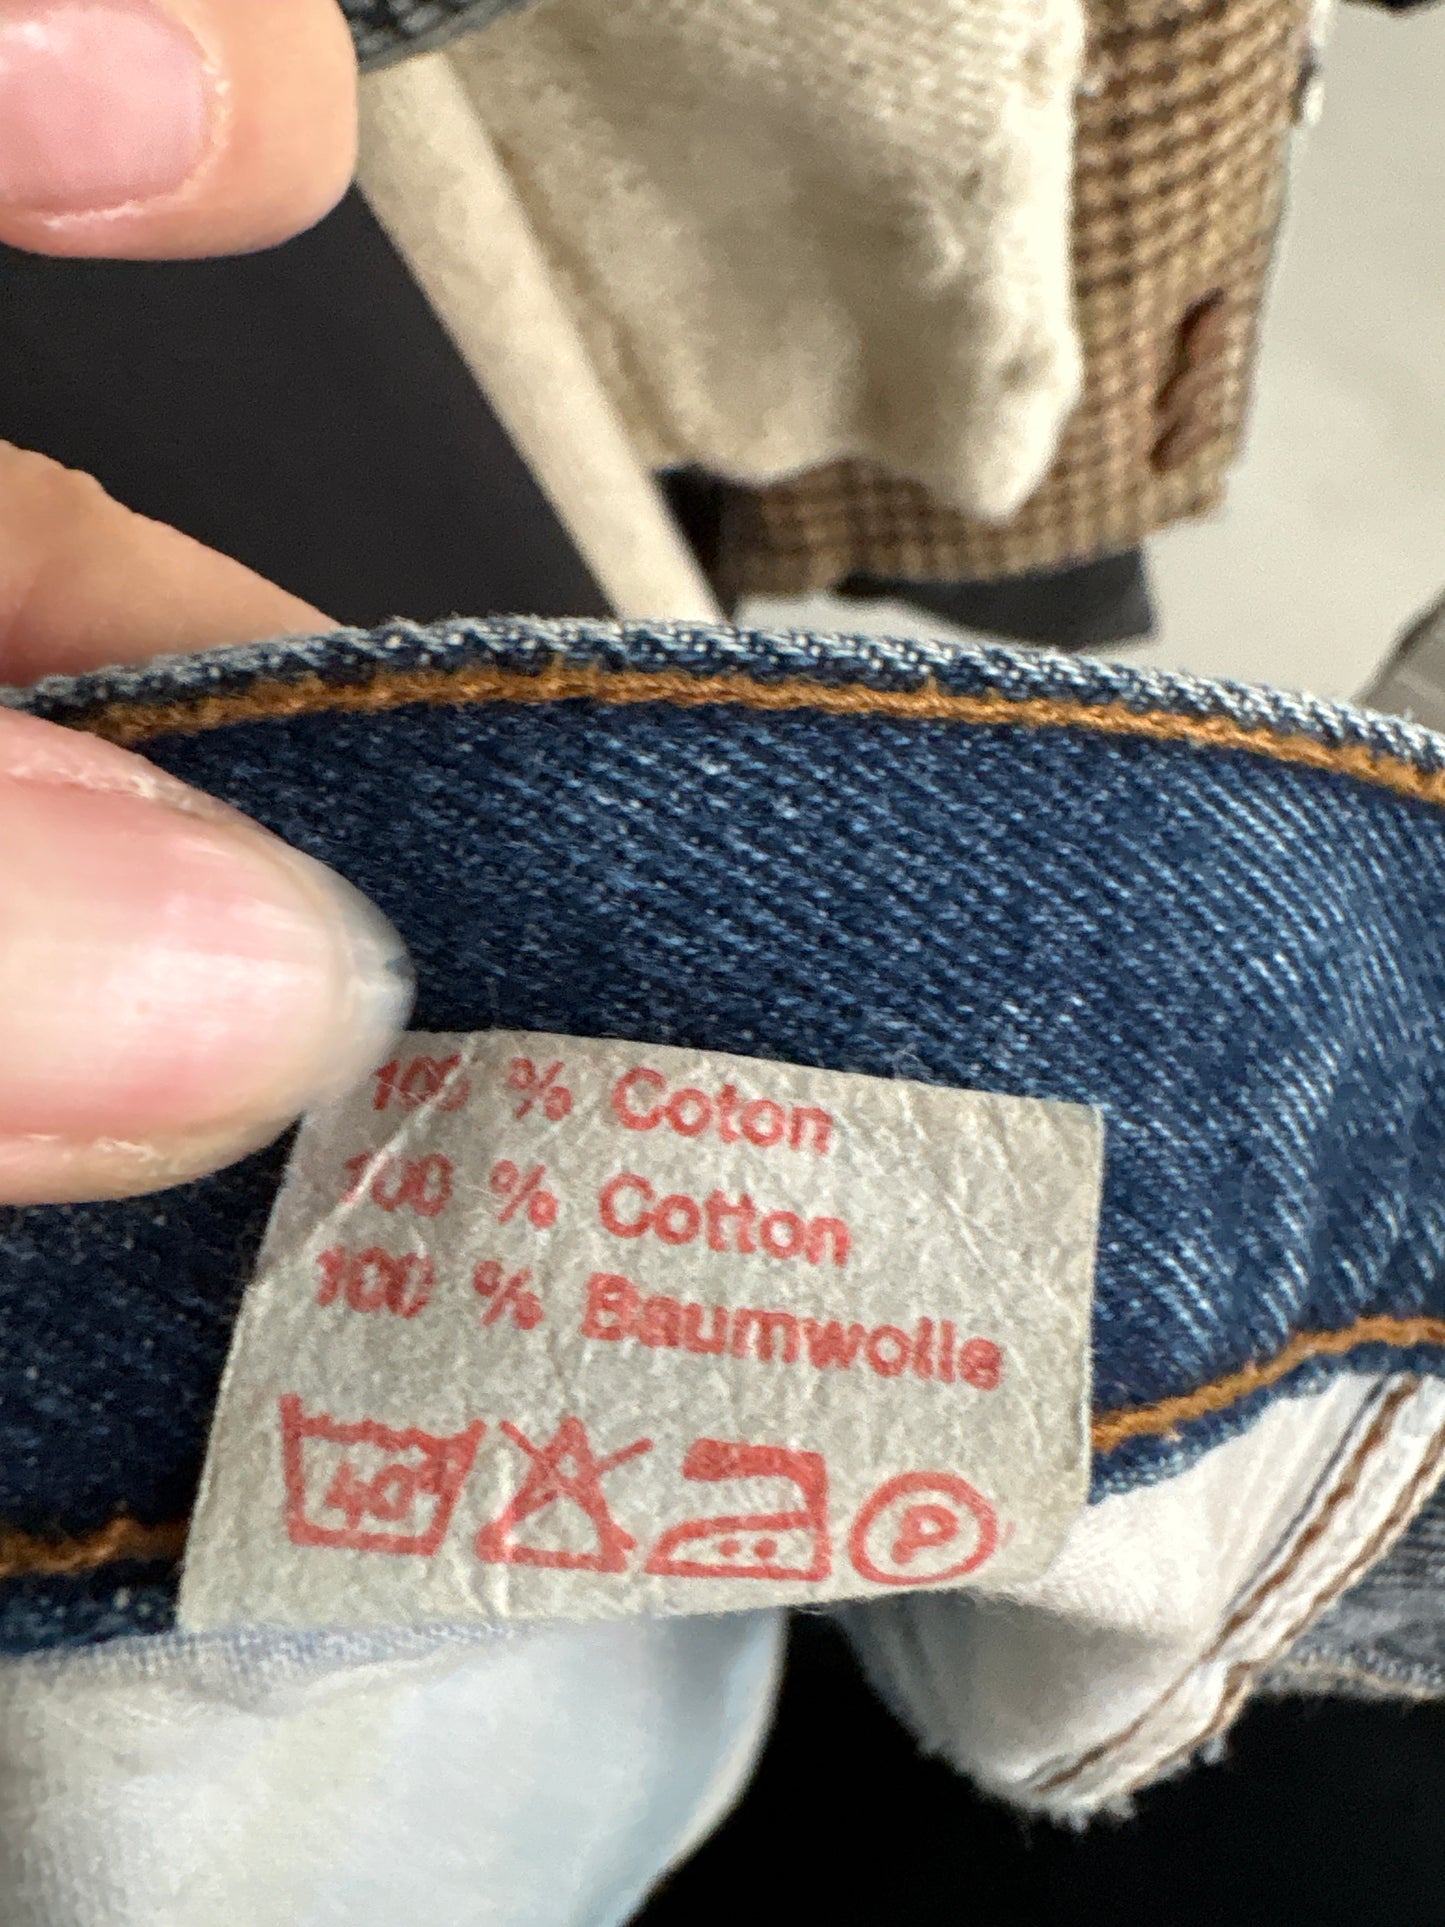 100 % Coton
100 % Cotton
100 % Baumwolle
40° P